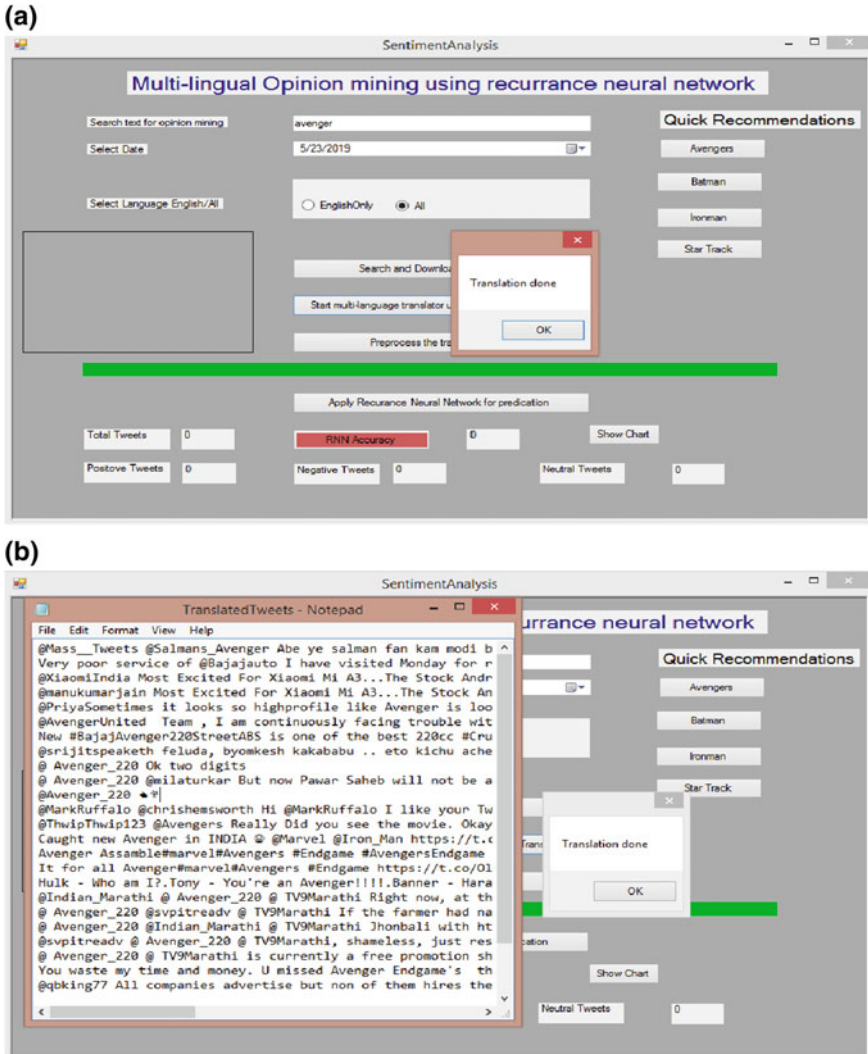 (a)
SentimentAnalysis
Multi-lingual Opinion mining using recurrance neural network
Search text for opinion mining
avenger
Quick Recommendations
Select Date
5/23/2019
Avengers
Batman
Select Language English/All
EnglishOnly
All
Ironman
Star Track
Search and Downloa
Translation done
Start multi-language translator u
OK
Preprocess the tra
Apply Recurance Neural Network for predication
Total Tweets
0
RNN Accuracy
0
Show Chart
Postove Tweets
0
Negative Tweets
0
Neutral Tweets
0
(b)
SentimentAnalysis
TranslatedTweets - Notepad
File Edit Format View Help
@Mass__Tweets @Salmans_Avenger Abe ye salman fan kam modi b
Very poor service of @Bajajauto I have visited Monday for r
@XiaomiIndia Most Excited For Xiaomi Mi A3...The Stock Andr
@manukumarjain Most Excited For Xiaomi Mi A3...The Stock An
@PriyaSometimes it looks so highprofile like Avenger is loo
@AvengerUnited Team , I am continuously facing trouble wit
New #BajajAvenger220StreetABS is one of the best 220cc #Cru
@srijitspeaketh feluda, byomkesh kakababu .. eto kichu ache
@ Avenger_220 Ok two digits
@ Avenger_220 @milaturkar But now Pawar Saheb will not be a
@Avenger_220
@MarkRuffalo @chrishemsworth Hi @MarkRuffalo I like your Tw
@ThwipThwip123 @Avengers Really Did you see the movie. Okay
Caught new Avenger in INDIA @Marvel @Iron_Man https://t.c
Avenger Assamble#marvel#Avengers #Endgame #AvengersEndgame
It for all Avenger#marvel#Avengers #Endgame https://t.co/Ol
Hulk - Who am I?.Tony - You're an Avenger!!!!.Banner - Hara
@Indian_Marathi @ Avenger_220 @ TV9Marathi Right now, at th
@ Avenger_220 @svpitreadv @ TV9Marathi If the farmer had na
@ Avenger_220 @Indian_Marathi @ TV9Marathi Jhonbali with ht
@svpitreadv @ Avenger_220 @ TV9Marathi, shameless, just res
@ Avenger_220 @ TV9Marathi is currently a free promotion sh
You waste my time and money. U missed Avenger Endgame's th
@qbking77 All companies advertise but non of them hires the
urrance neural network
Quick Recommendations
Avengers
Batman
Ironman
Star Track
Trans
Translation done
OK
cation
Show Chart
Neutral Tweets
0